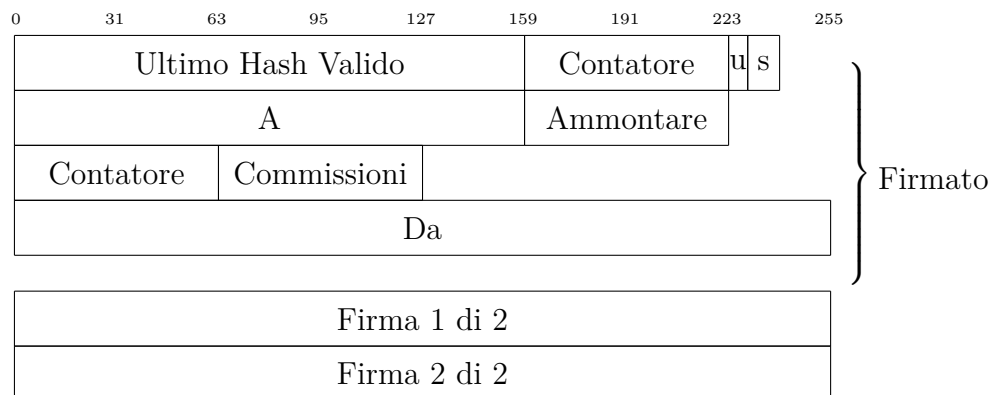 0 31 63 95 127 159 191 223 255
Ultimo Hash Valido Contatore u s
A Ammontare
Contatore Commissioni
Firmato
Da
Firma 1 di 2
Firma 2 di 2